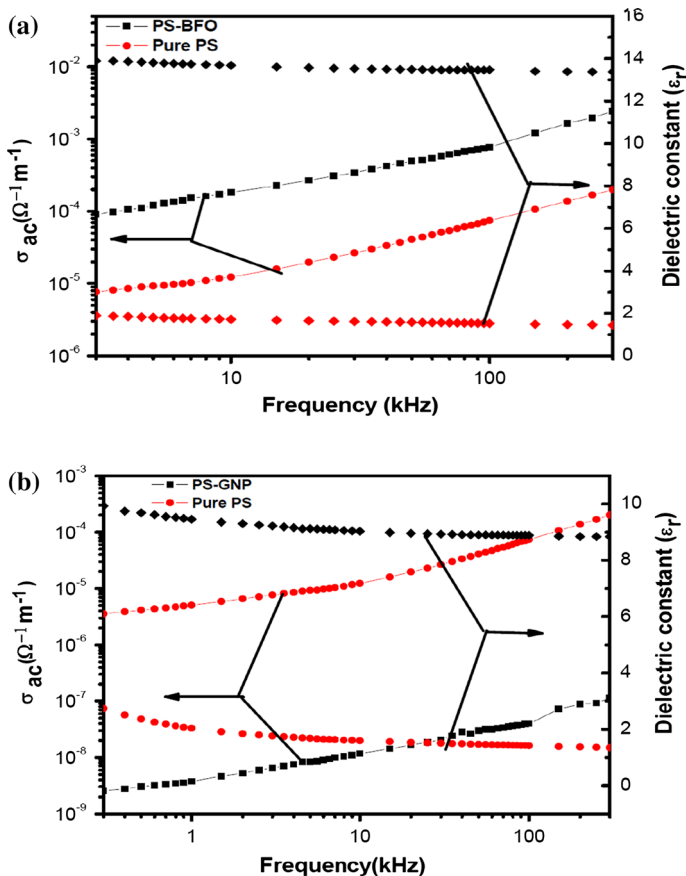 (a)
PS-BFO
Pure PS
10⁻²
10⁻³
10⁻⁴
10⁻⁵
10⁻⁶
σ ac(Ω⁻¹m⁻¹)
16
14
12
10
8
6
4
2
0
Dielectric constant (εr)
10
100
Frequency (kHz)
(b)
PS-GNP
Pure PS
10⁻³
10⁻⁴
10⁻⁵
10⁻⁶
10⁻⁷
10⁻⁸
10⁻⁹
σ ac(Ω⁻¹m⁻¹)
10
8
6
4
2
0
Dielectric constant (εr)
1
10
100
Frequency(kHz)